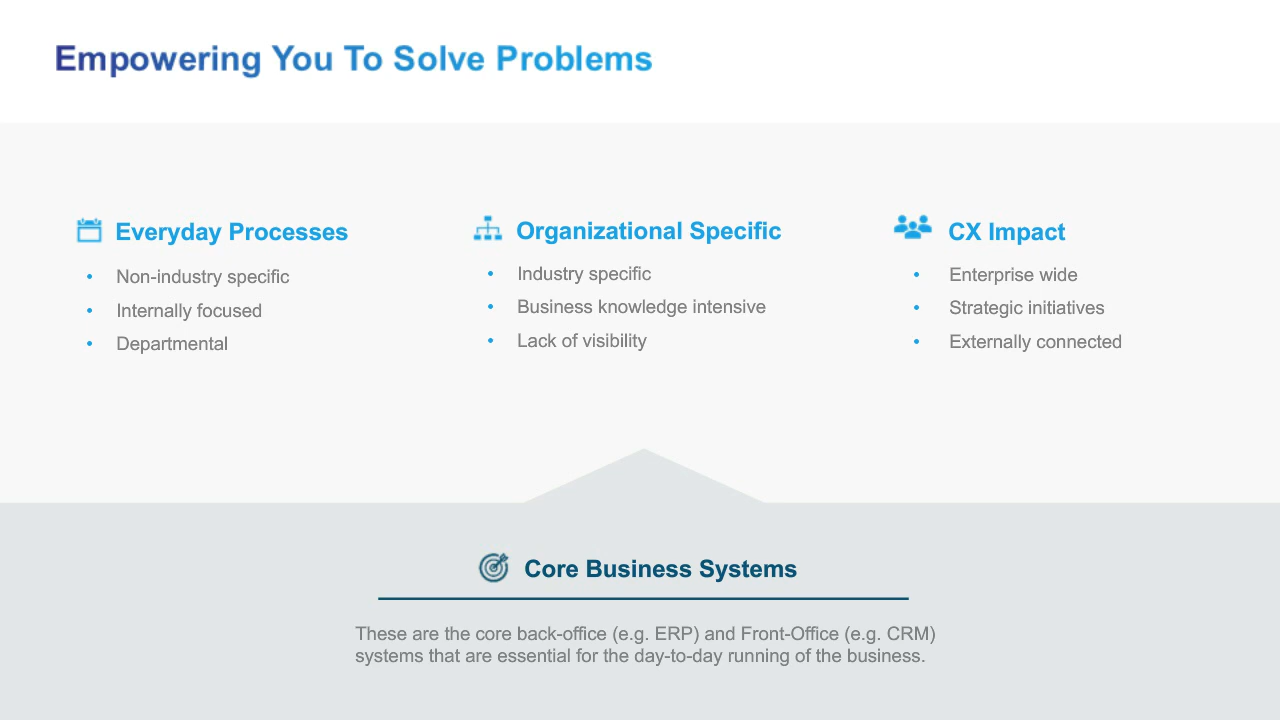 Empowering You To Solve Problems
Everyday Processes
• Non-industry specific
• Internally focused
• Departmental
Organizational Specific
• Industry specific
• Business knowledge intensive
• Lack of visibility
CX Impact
• Enterprise wide
• Strategic initiatives
• Externally connected
Core Business Systems
These are the core back-office (e.g. ERP) and Front-Office (e.g. CRM)
systems that are essential for the day-to-day running of the business.